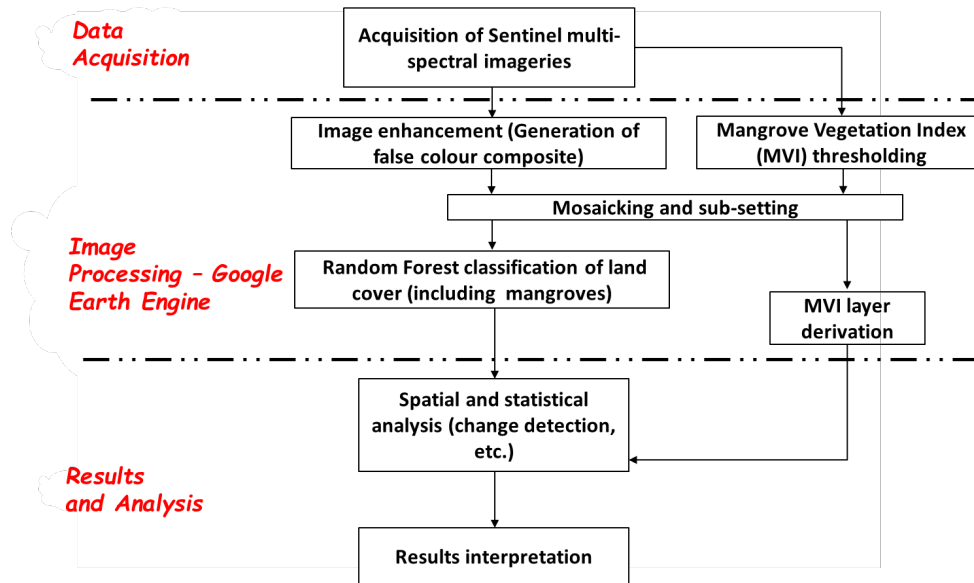 Data
Acquisition
Acquisition of Sentinel multi-
spectral imageries
Image enhancement (Generation of
false colour composite)
Mangrove Vegetation Index
(MVI) thresholding
Mosaicking and sub-setting
Image
Processing – Google
Earth Engine
Random Forest classification of land
cover (including mangroves)
MVI layer
derivation
Spatial and statistical
analysis (change detection,
etc.)
Results
and Analysis
Results interpretation